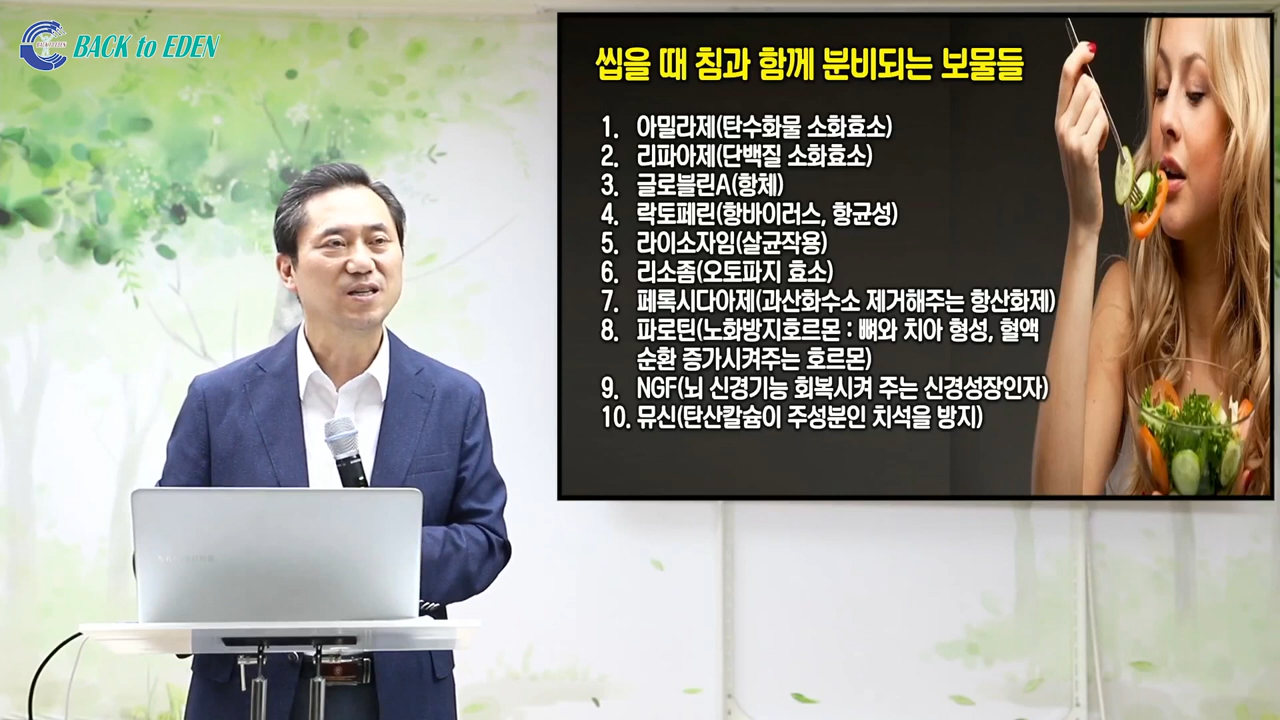 BACK to EDEN
씹을 때 침과 함께 분비되는 보물들
1. 아밀라제(탄수화물 소화효소)
2. 리파아제(단백질 소화효소)
3. 글로블린A(항체)
4. 락토페린(항바이러스, 항균성)
5. 라이소자임(살균작용)
6. 리소좀(오토파지 효소)
7. 페록시다아제(과산화수소 제거해주는 항산화제)
8. 파로틴(노화방지호르몬 : 뼈와 치아 형성, 혈액
순환 증가시켜주는 호르몬)
9. NGF(뇌 신경기능 회복시켜 주는 신경성장인자)
10. 뮤신(탄산칼슘이 주성분인 치석을 방지)